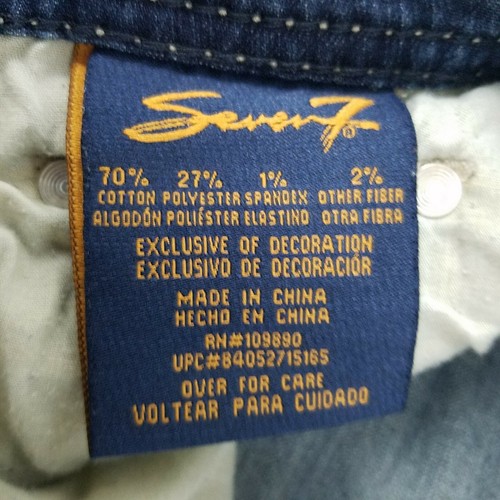 Seven7®
70% 27% 1% 2%
COTTON POLYESTER SPANDEX OTHER FIBER
ALGODÓN POLIÉSTER ELASTINO OTRA FIBRA
EXCLUSIVE OF DECORATION
EXCLUSIVO DE DECORACIÓR
MADE IN CHINA
HECHO EN CHINA
RN#109890
UPC#84052715165
OVER FOR CARE
VOLTEAR PARA CUIDADO